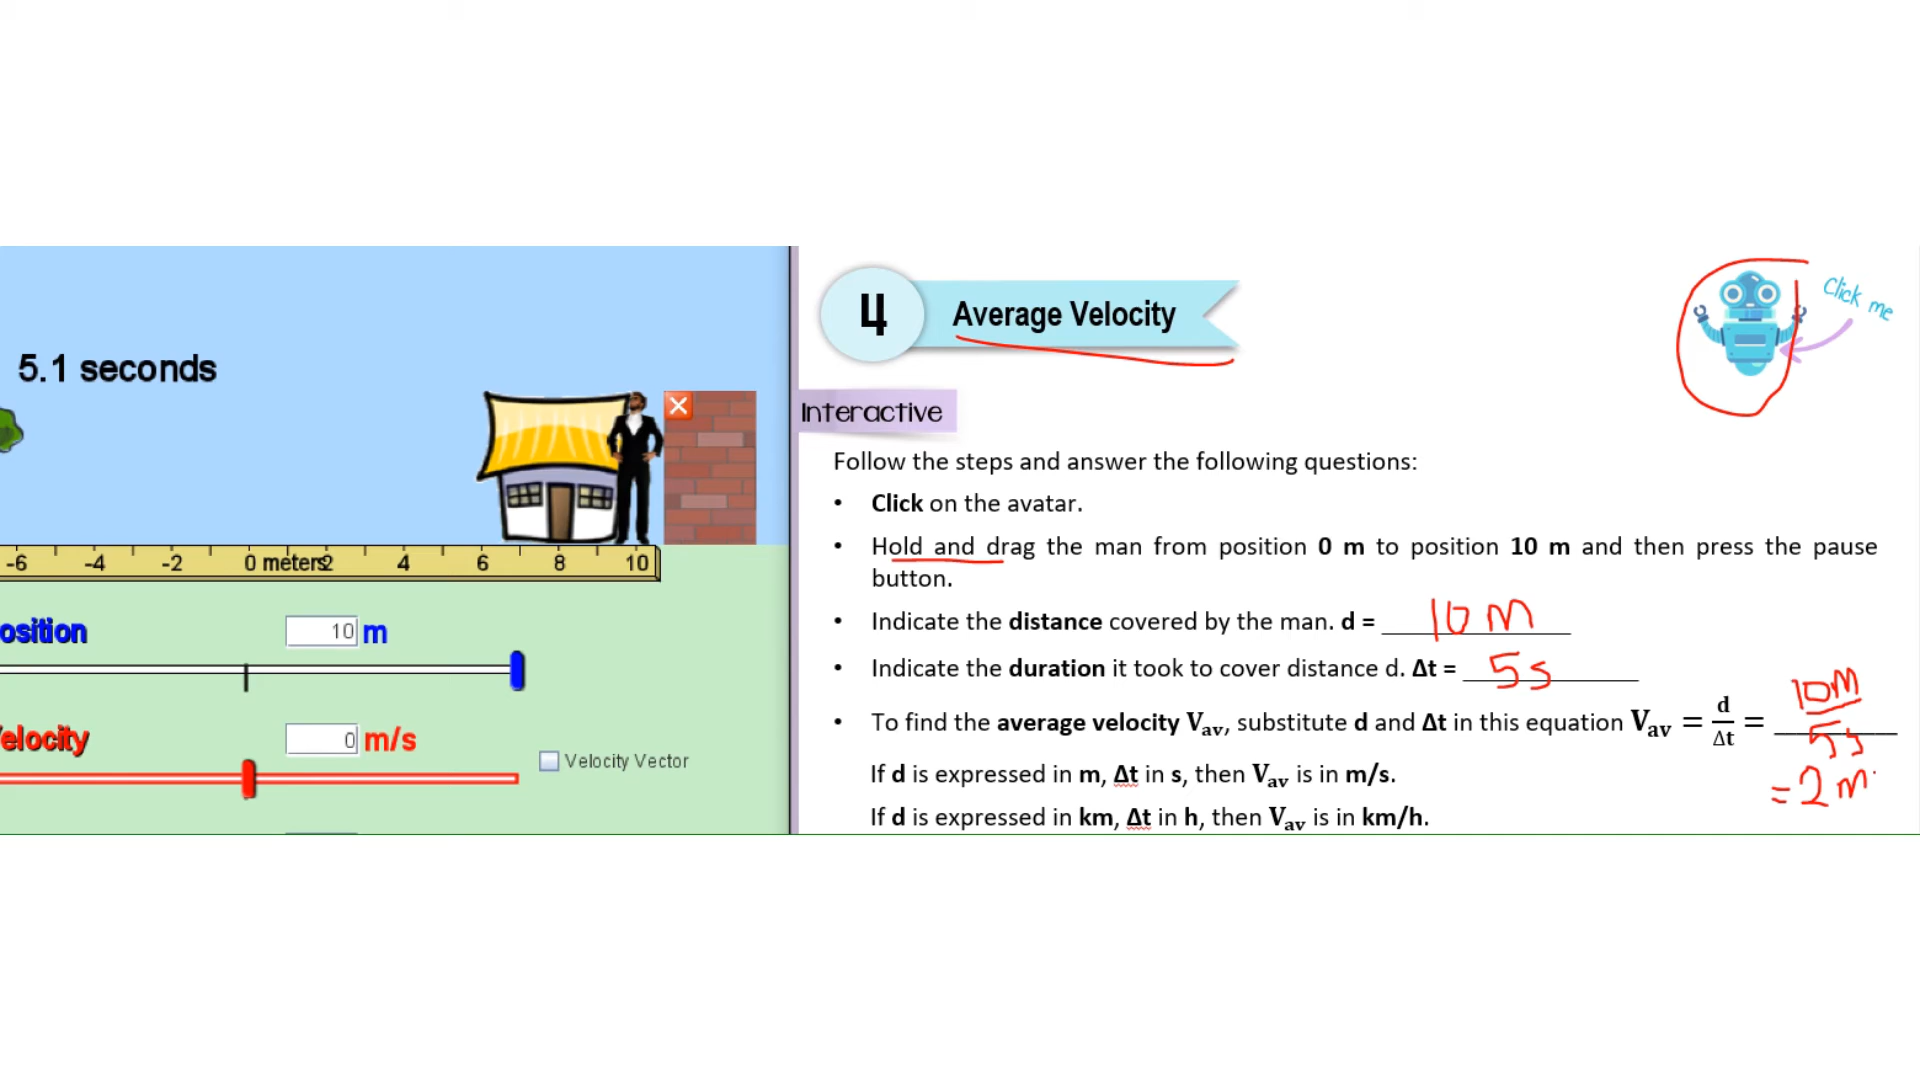 5.1 seconds
-6 -4 -2 0 meters 2 4 6 8 10
osition 10 m
elocity 0 m/s
Velocity Vector
4 Average Velocity
Click me
Interactive
Follow the steps and answer the following questions:
• Click on the avatar.
• Hold and drag the man from position 0 m to position 10 m and then press the pause
button.
• Indicate the distance covered by the man. d = 10 m
• Indicate the duration it took to cover distance d. Δt = 5 s
• To find the average velocity Vav, substitute d and Δt in this equation Vav = d/Δt = 10m/5s
= 2 m
If d is expressed in m, Δt in s, then Vav is in m/s.
If d is expressed in km, Δt in h, then Vav is in km/h.